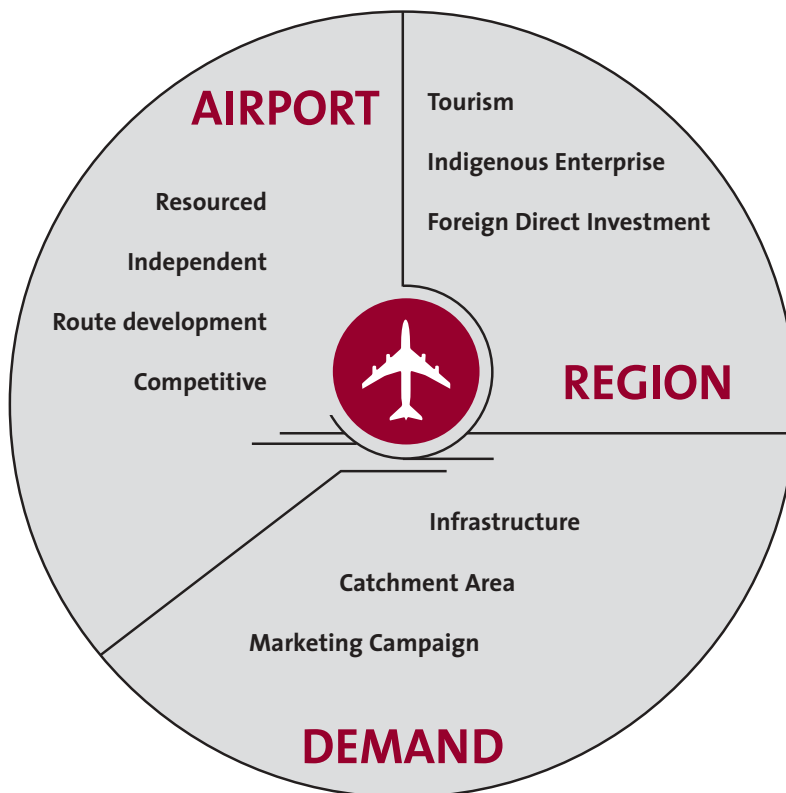 AIRPORT
Resourced
Independent
Route development
Competitive
Tourism
Indigenous Enterprise
Foreign Direct Investment
REGION
Infrastructure
Catchment Area
Marketing Campaign
DEMAND